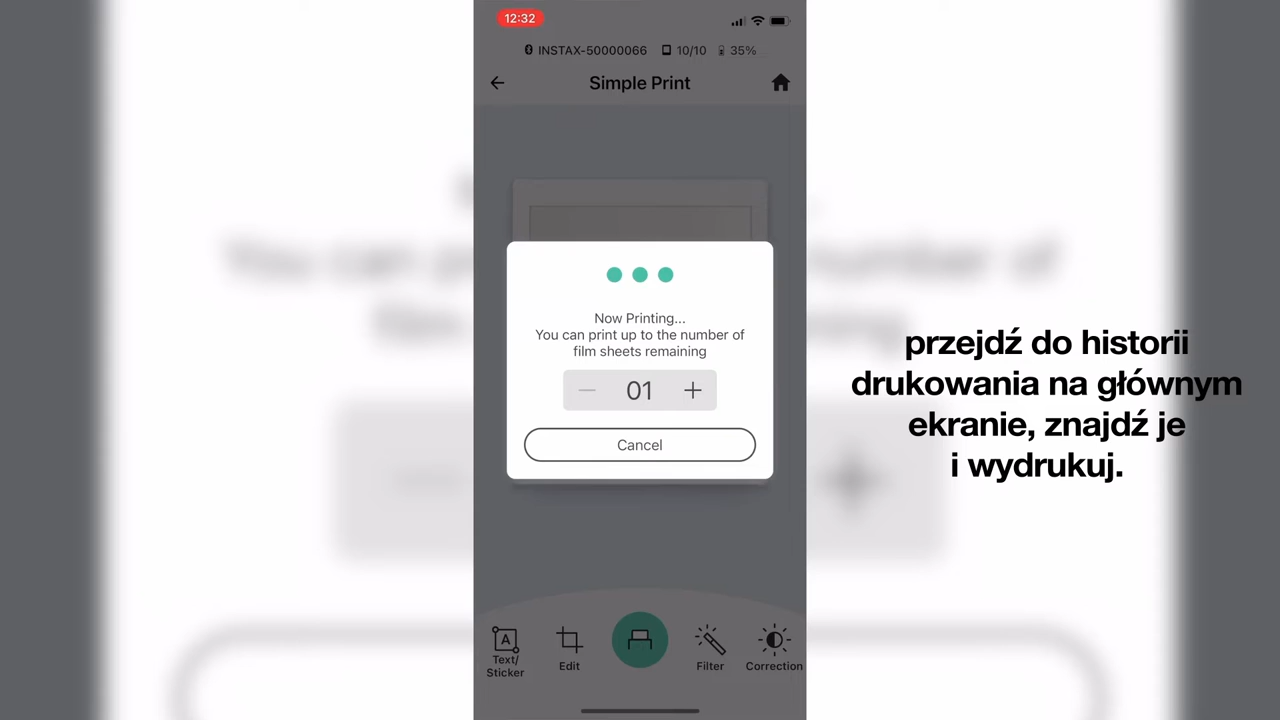 12:32
INSTAX-50000066 10/10 35%
Simple Print
Now Printing...
You can print up to the number of
film sheets remaining
01
Cancel
przejdź do historii
drukowania na głównym
ekranie, znajdź je
i wydrukuj.
A
Text/
Sticker
Edit
Filter
Correction